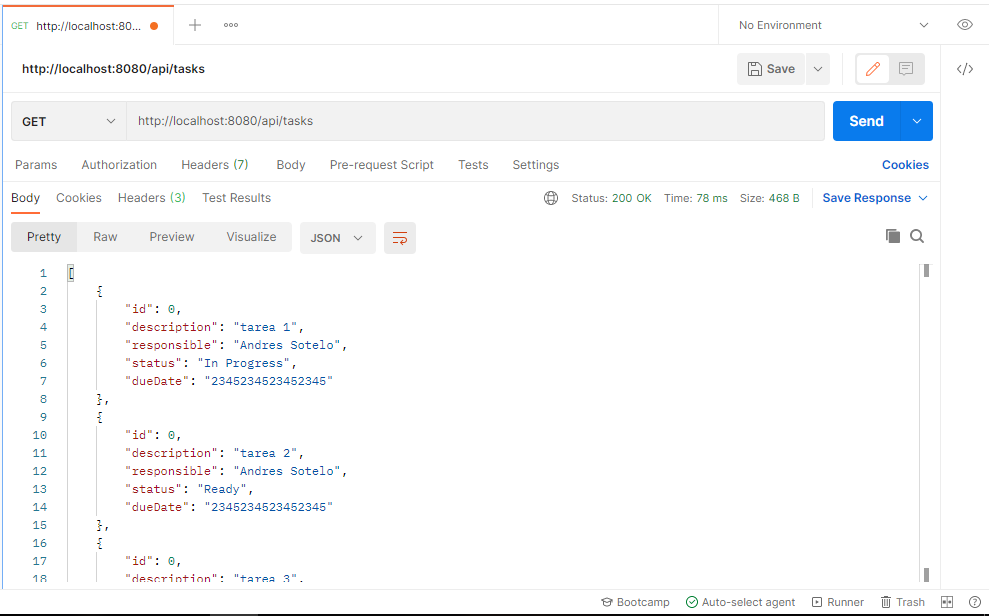 GET http://localhost:80... No Environment
http://localhost:8080/api/tasks Save
GET http://localhost:8080/api/tasks Send
Params Authorization Headers (7) Body Pre-request Script Tests Settings Cookies
Body Cookies Headers (3) Test Results Status: 200 OK Time: 78 ms Size: 468 B Save Response
Pretty Raw Preview Visualize JSON
1 [
2 {
3 "id": 0,
4 "description": "tarea 1",
5 "responsible": "Andres Sotelo",
6 "status": "In Progress",
7 "dueDate": "2345234523452345"
8 },
9 {
10 "id": 0,
11 "description": "tarea 2",
12 "responsible": "Andres Sotelo",
13 "status": "Ready",
14 "dueDate": "2345234523452345"
15 },
16 {
17 "id": 0,
18 "description": "tarea 3",
Bootcamp Auto-select agent Runner Trash